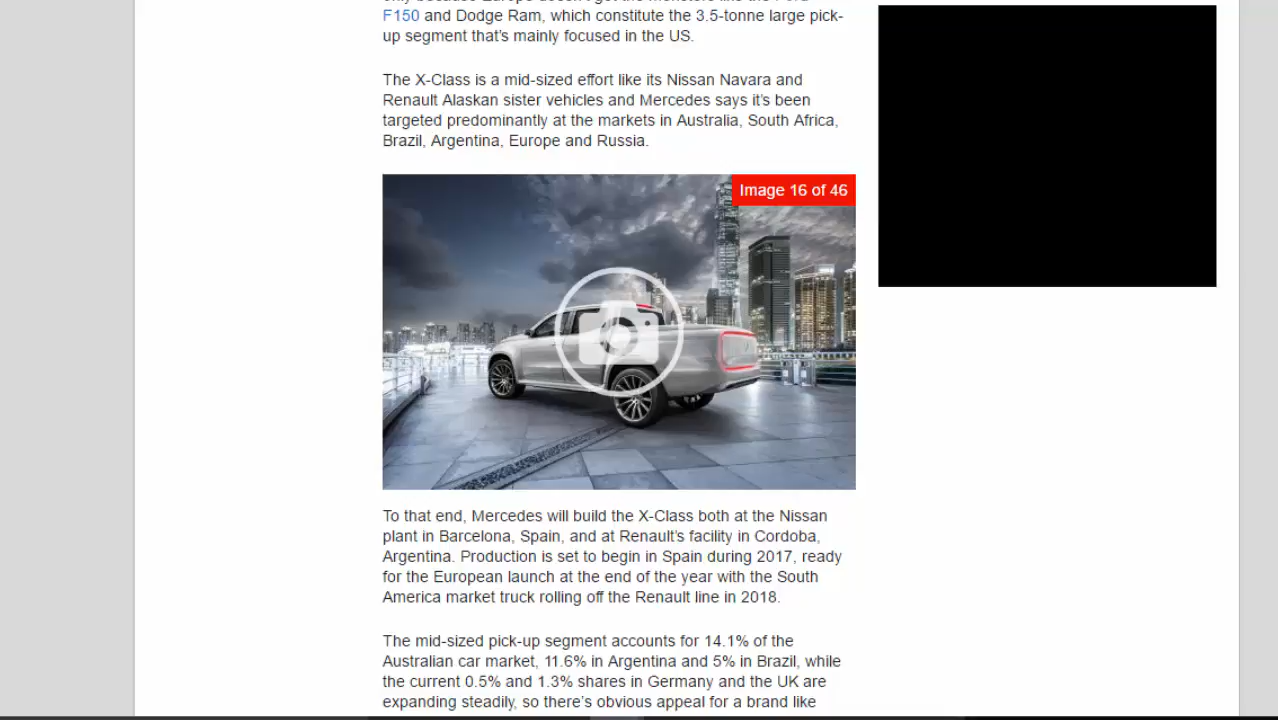 F150 and Dodge Ram, which constitute the 3.5-tonne large pick-
up segment that's mainly focused in the US.
The X-Class is a mid-sized effort like its Nissan Navara and
Renault Alaskan sister vehicles and Mercedes says it's been
targeted predominantly at the markets in Australia, South Africa,
Brazil, Argentina, Europe and Russia.
Image 16 of 46
To that end, Mercedes will build the X-Class both at the Nissan
plant in Barcelona, Spain, and at Renault's facility in Cordoba,
Argentina. Production is set to begin in Spain during 2017, ready
for the European launch at the end of the year with the South
America market truck rolling off the Renault line in 2018.
The mid-sized pick-up segment accounts for 14.1% of the
Australian car market, 11.6% in Argentina and 5% in Brazil, while
the current 0.5% and 1.3% shares in Germany and the UK are
expanding steadily, so there's obvious appeal for a brand like